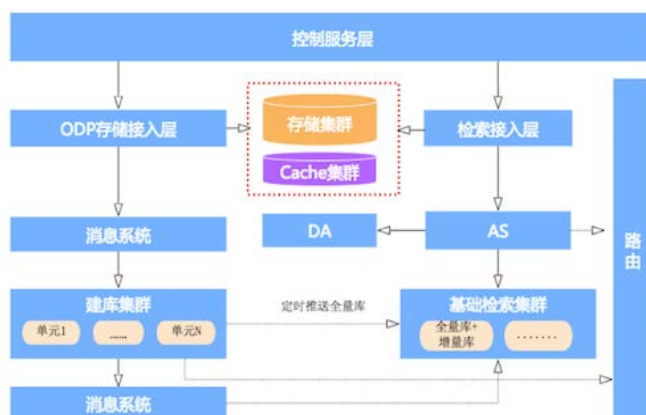 控制服务层
ODP存储接入层
存储集群
Cache集群
检索接入层
消息系统
DA
AS
路由
建库集群
单元1
......
单元N
定时推送全量库
基础检索集群
全量库+
增量库
.......
消息系统